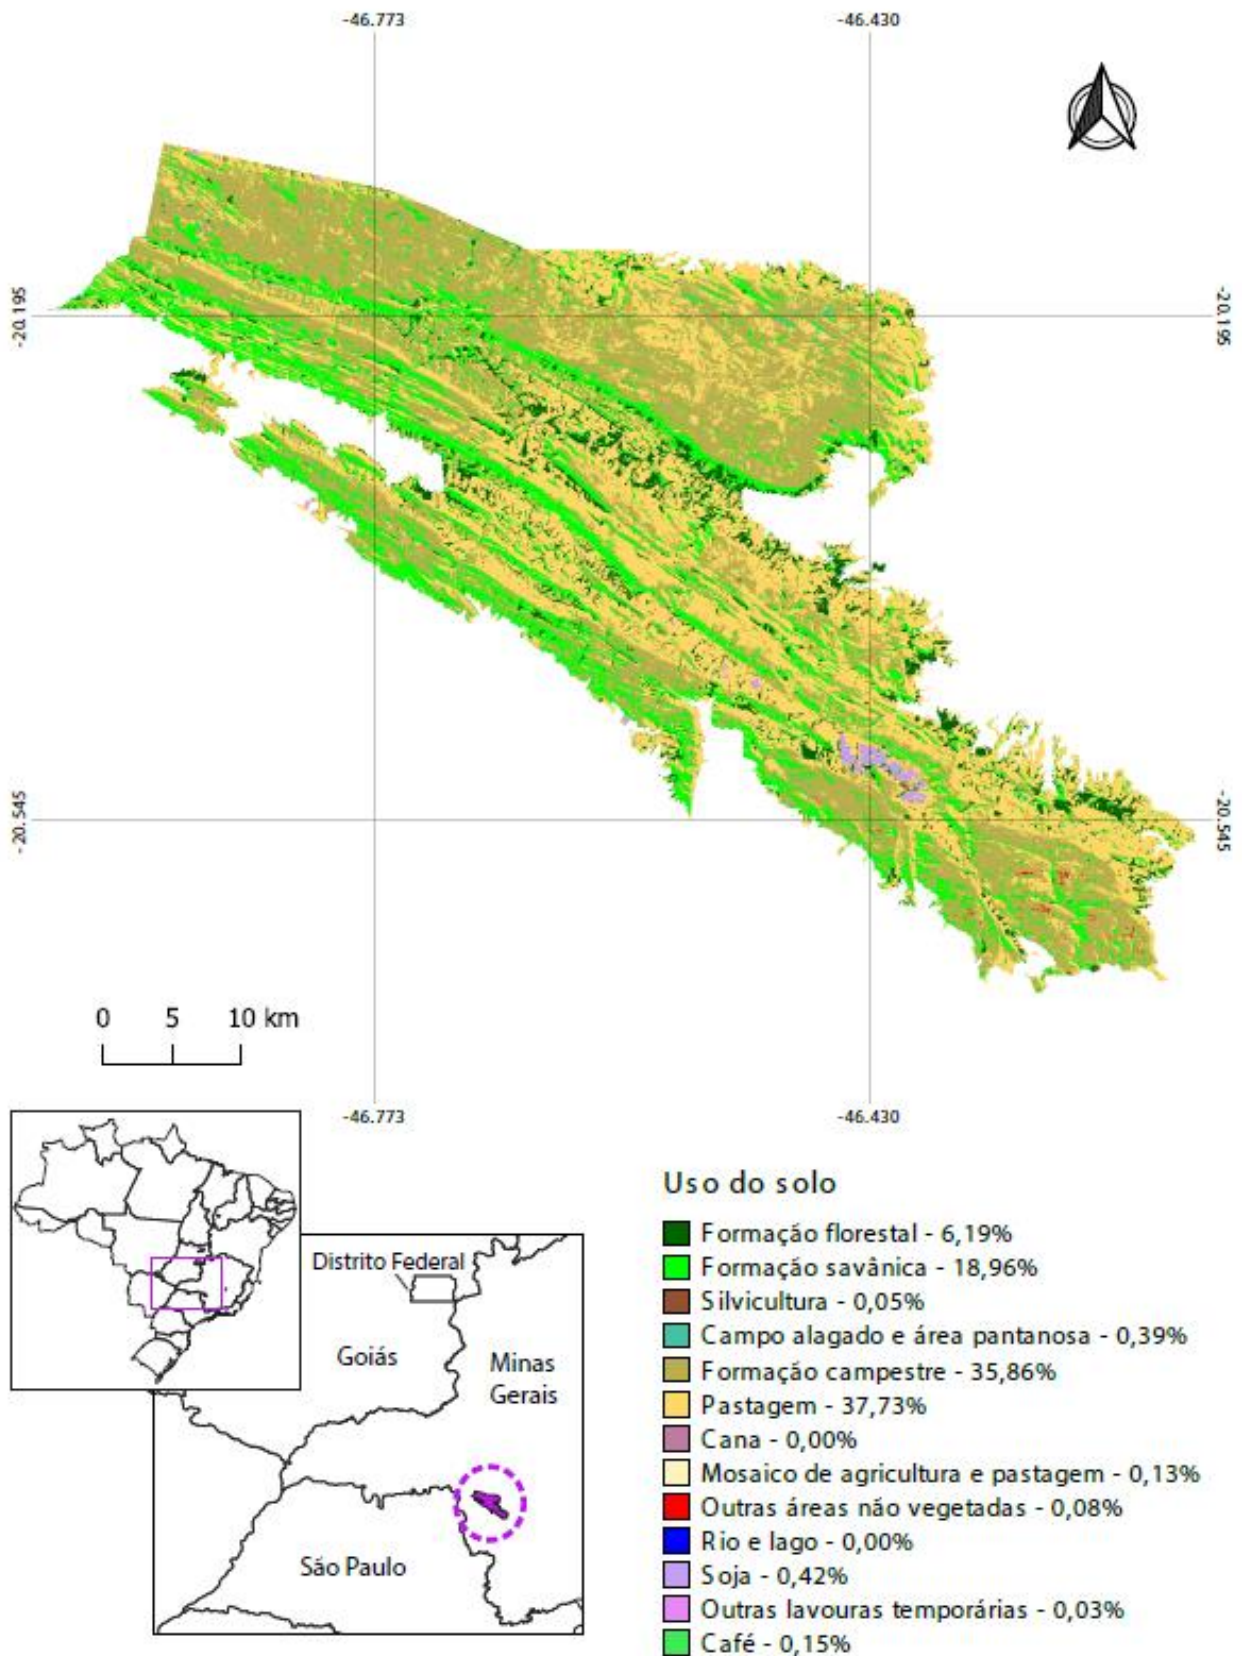 -46.773
-46.430
-20.195
-20.195
-20.545
-20.545
0 5 10 km
-46.773
-46.430
Distrito Federal
Goiás
Minas
Gerais
São Paulo
Uso do solo
Formação florestal - 6,19%
Formação savânica - 18,96%
Silvicultura - 0,05%
Campo alagado e área pantanosa - 0,39%
Formação campestre - 35,86%
Pastagem - 37,73%
Cana - 0,00%
Mosaico de agricultura e pastagem - 0,13%
Outras áreas não vegetadas - 0,08%
Rio e lago - 0,00%
Soja - 0,42%
Outras lavouras temporárias - 0,03%
Café - 0,15%